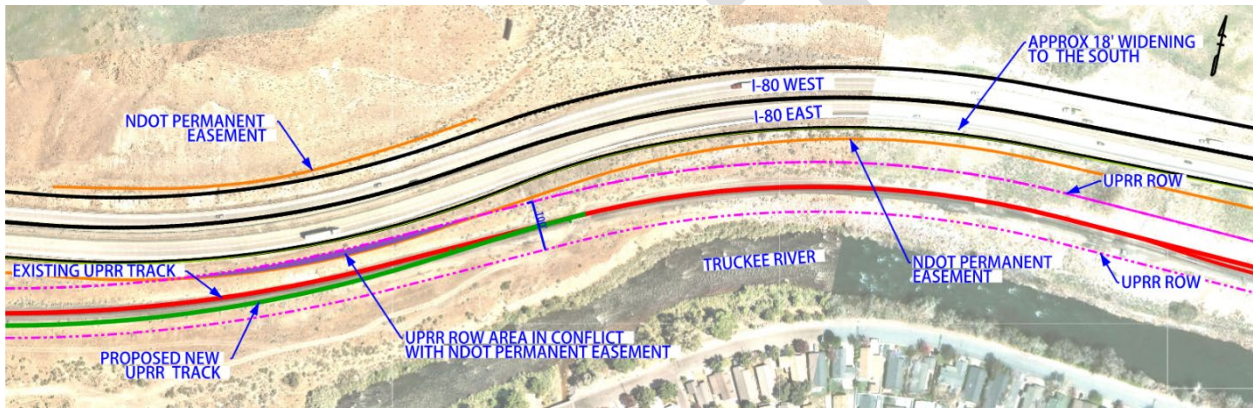 APPROX 18' WIDENING
TO THE SOUTH
I-80 WEST
I-80 EAST
NDOT PERMANENT
EASEMENT
UPRR ROW
EXISTING UPRR TRACK
TRUCKEE RIVER
NDOT PERMANENT
EASEMENT
UPRR ROW
UPRR ROW AREA IN CONFLICT
WITH NDOT PERMANENT EASEMENT
PROPOSED NEW
UPRR TRACK